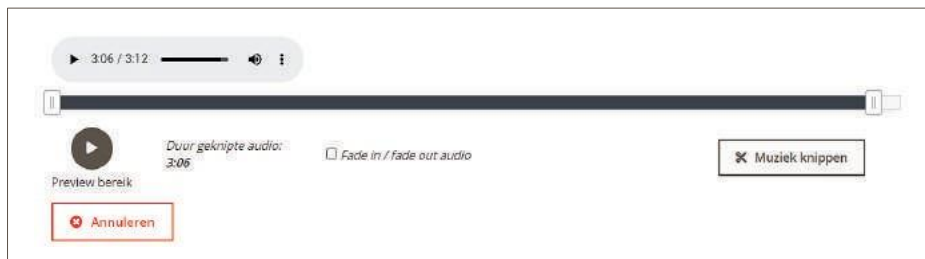 3:06 / 3:12
Duur geknipte audio:
3:06
Fade in / fade out audio
Muziek knippen
Preview bereik
Annuleren